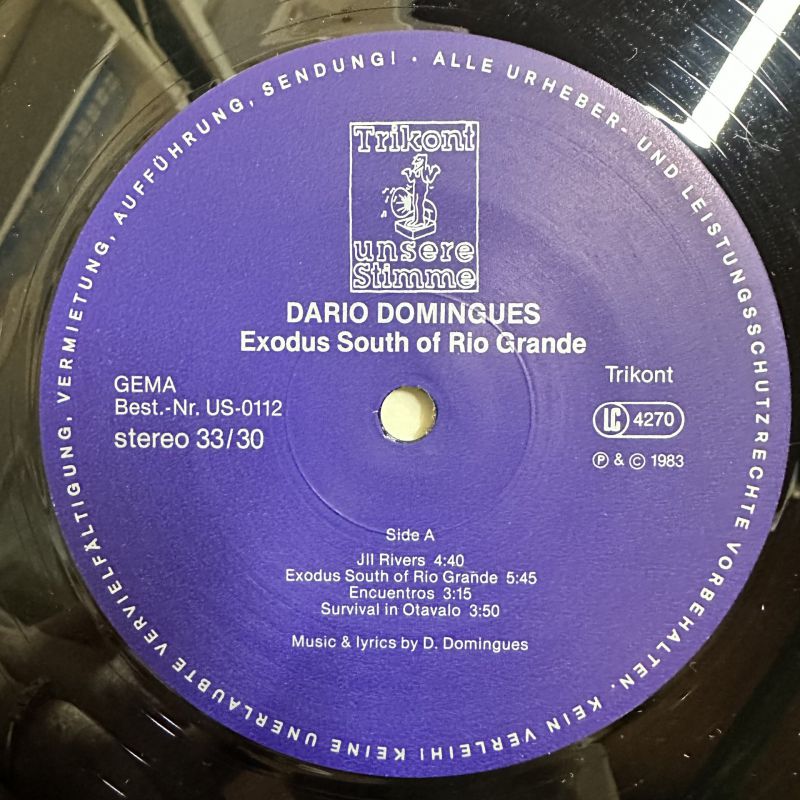 ALLE URHEBER- UND LEISTUNGSSCHUTZRECHTE VORBEHALTEN. KEIN VERLEIH! KEINE UNERLAUBTE VERVIELFÄLTIGUNG, VERMIETUNG, AUFFÜHRUNG, SENDUNG! ·
Trikont
unsere
Stimme
DARIO DOMINGUES
Exodus South of Rio Grande
GEMA
Best.-Nr. US-0112
stereo 33/30
Trikont
LC 4270
Ⓟ & © 1983
Side A
JII Rivers 4:40
Exodus South of Rio Grande 5:45
Encuentros 3:15
Survival in Otavalo 3:50
Music & lyrics by D. Domingues